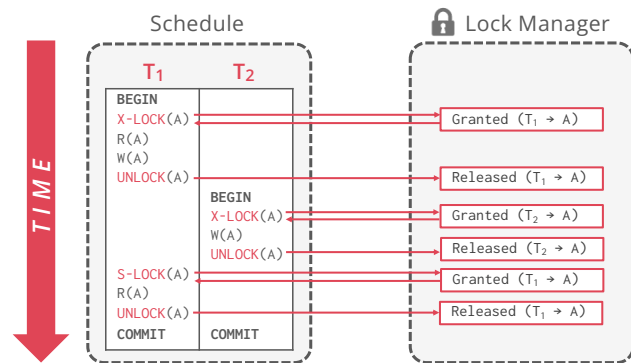 Schedule
Lock Manager
TIME
T₁ T₂
BEGIN
X-LOCK(A)
Granted (T₁ → A)
R(A)
W(A)
UNLOCK(A)
Released (T₁ → A)
BEGIN
X-LOCK(A)
Granted (T₂ → A)
W(A)
UNLOCK(A)
Released (T₂ → A)
S-LOCK(A)
Granted (T₁ → A)
R(A)
UNLOCK(A)
Released (T₁ → A)
COMMIT COMMIT